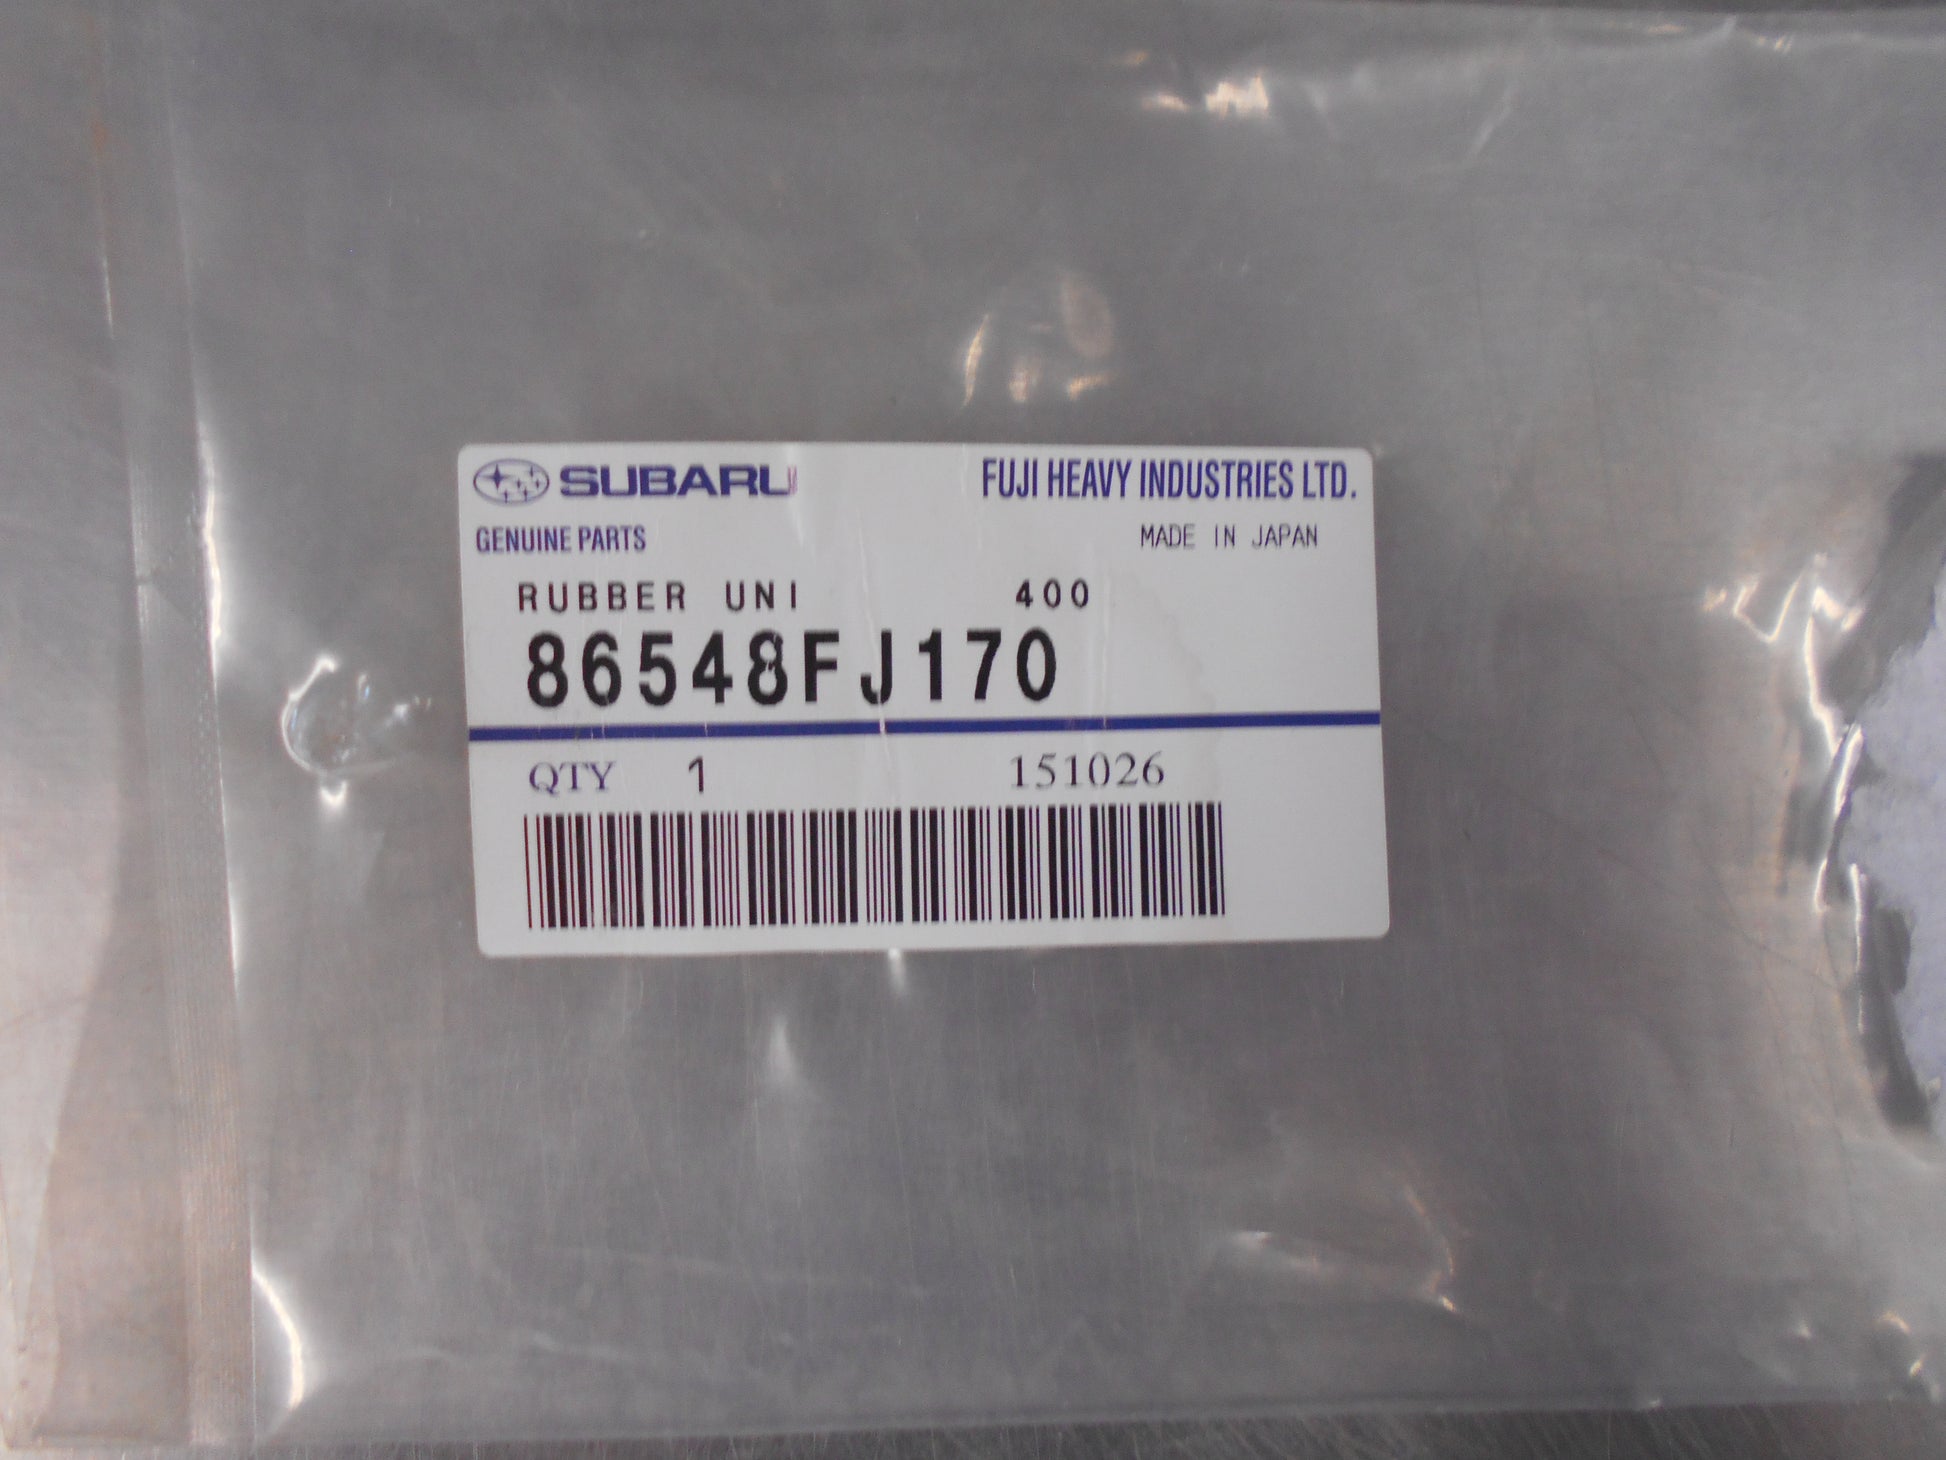 SUBARU FUJI HEAVY INDUSTRIES LTD.
GENUINE PARTS MADE IN JAPAN
RUBBER UNI 400
86548FJ170
QTY 1 151026